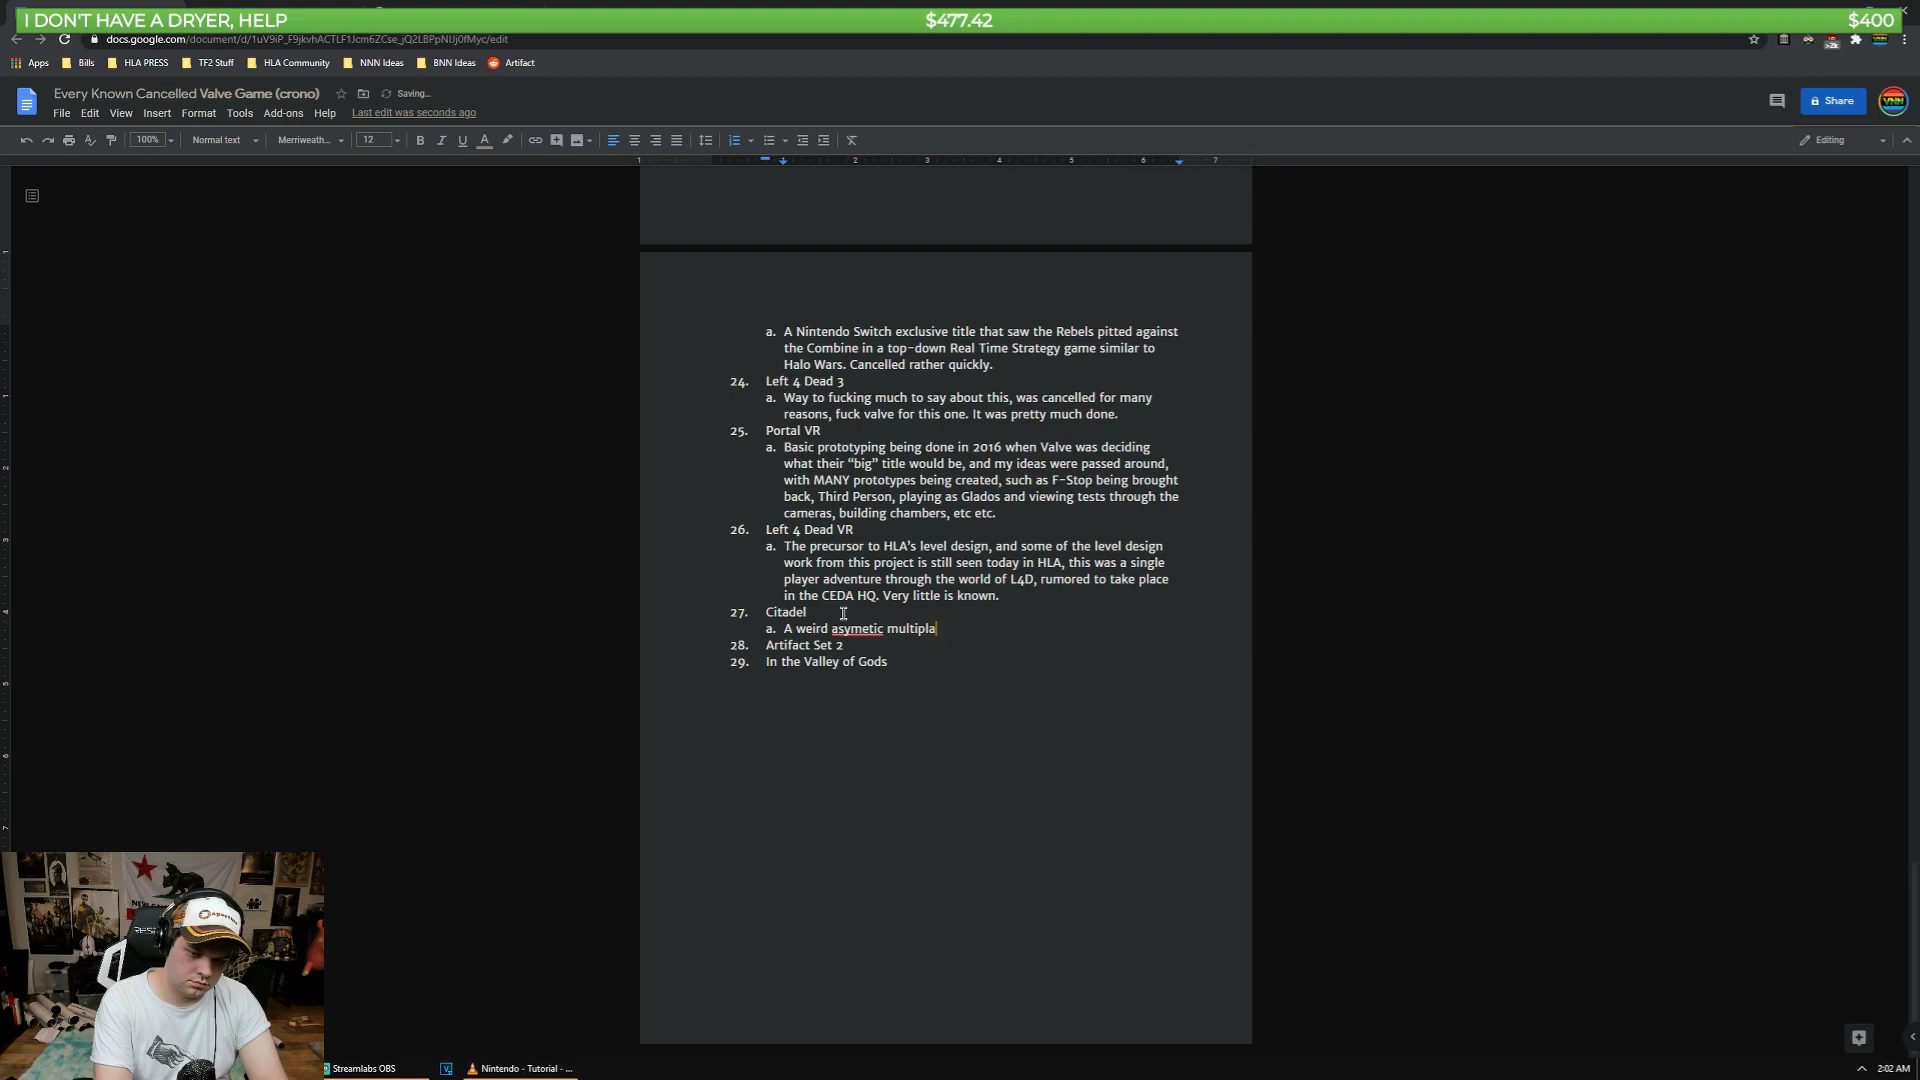 I DON'T HAVE A DRYER, HELP $477.42 $400
docs.google.com/document/d/1uV9iP_F9jkvhACTLF1Jcm6ZCse_jQ2LBPpNIJj0fMyc/edit
Apps Bills HLA PRESS TF2 Stuff HLA Community NNN Ideas BNN Ideas Artifact
Every Known Cancelled Valve Game (crono) Saving...
File Edit View Insert Format Tools Add-ons Help Last edit was seconds ago
Share
VNN
100% Normal text Merriweath... 12 Editing
1 1 2 3 4 5 6 7
a. A Nintendo Switch exclusive title that saw the Rebels pitted against
the Combine in a top-down Real Time Strategy game similar to
Halo Wars. Cancelled rather quickly.
24. Left 4 Dead 3
a. Way to fucking much to say about this, was cancelled for many
reasons, fuck valve for this one. It was pretty much done.
25. Portal VR
a. Basic prototyping being done in 2016 when Valve was deciding
what their “big” title would be, and my ideas were passed around,
with MANY prototypes being created, such as F-Stop being brought
back, Third Person, playing as Glados and viewing tests through the
cameras, building chambers, etc etc.
26. Left 4 Dead VR
a. The precursor to HLA’s level design, and some of the level design
work from this project is still seen today in HLA, this was a single
player adventure through the world of L4D, rumored to take place
in the CEDA HQ. Very little is known.
27. Citadel
a. A weird asymetic multipla
28. Artifact Set 2
29. In the Valley of Gods
Streamlabs OBS Nintendo - Tutorial - ... 2:02 AM